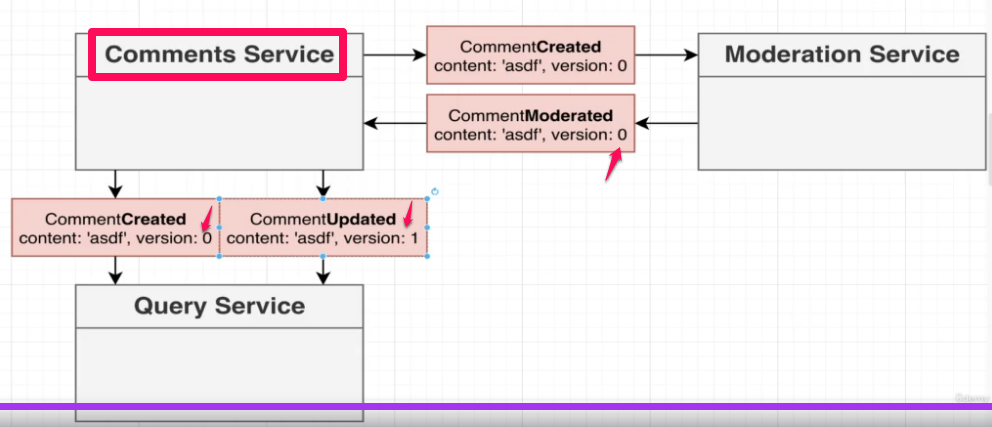 Comments Service
CommentCreated
content: 'asdf', version: 0
Moderation Service
CommentModerated
content: 'asdf', version: 0
CommentCreated
content: 'asdf', version: 0
CommentUpdated
content: 'asdf', version: 1
Query Service
Udemy